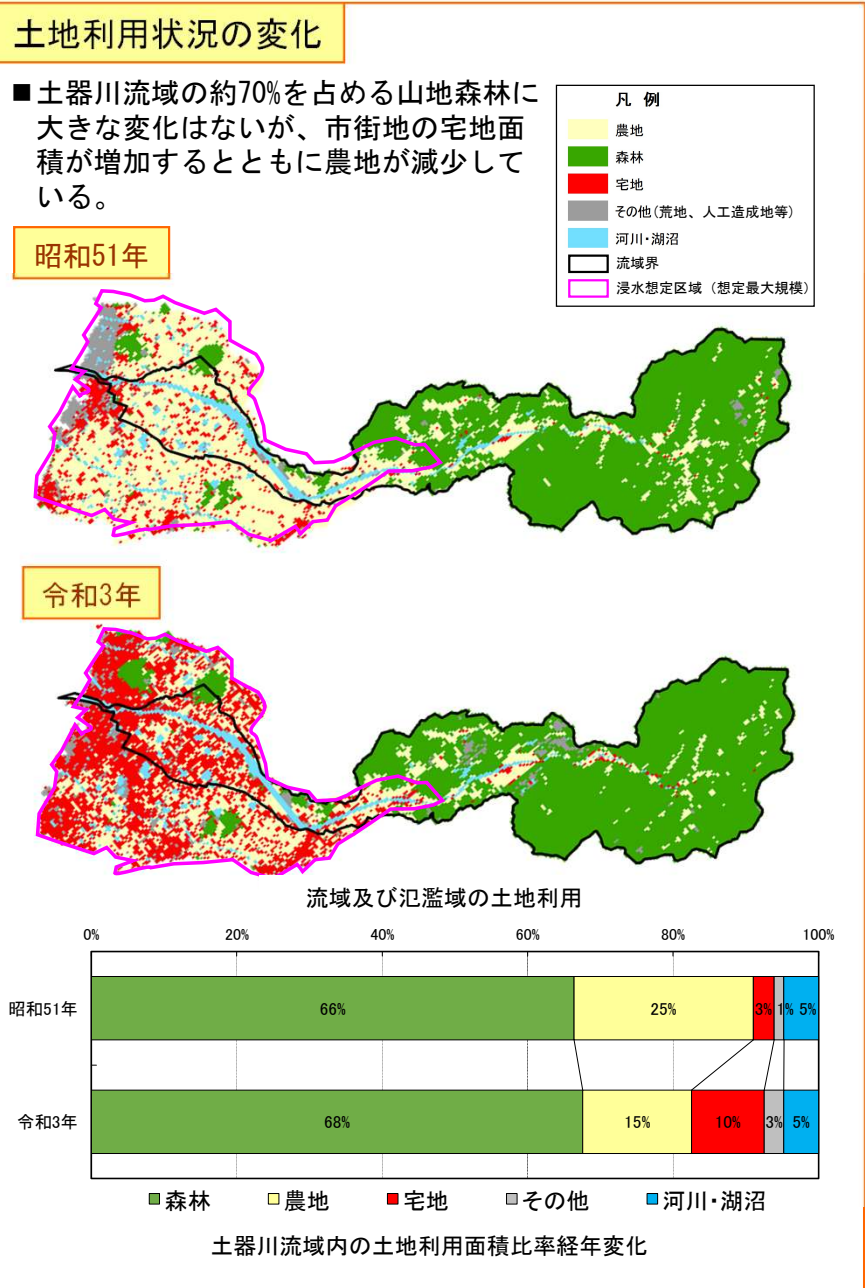 土地利用状況の変化
■土器川流域の約70%を占める山地森林に
大きな変化はないが、市街地の宅地面
積が増加するとともに農地が減少して
いる。
凡 例
農地
森林
宅地
その他(荒地、人工造成地等)
河川・湖沼
流域界
浸水想定区域（想定最大規模）
昭和51年
令和3年
流域及び氾濫域の土地利用
0% 20% 40% 60% 80% 100%
昭和51年 66% 25% 3% 1% 5%
令和3年 68% 15% 10% 3% 5%
■森林 ■農地 ■宅地 ■その他 ■河川・湖沼
土器川流域内の土地利用面積比率経年変化